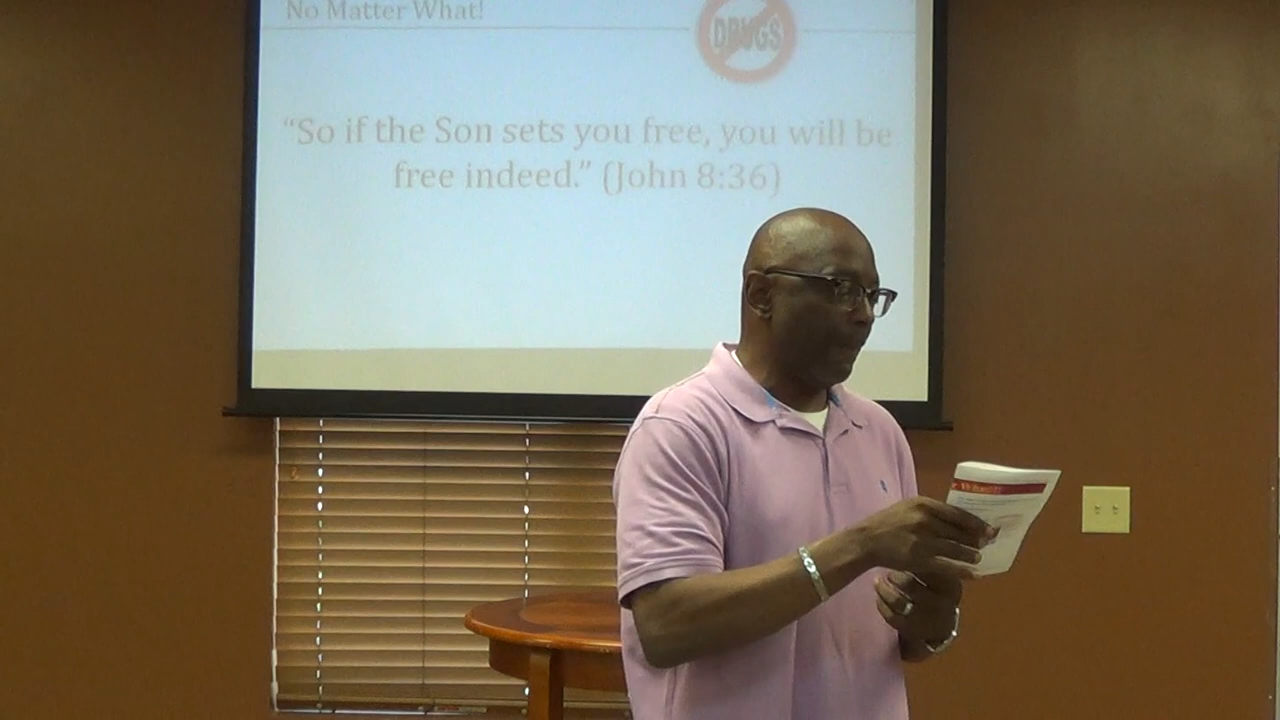 No Matter What!
DRUGS
“So if the Son sets you free, you will be
free indeed.” (John 8:36)